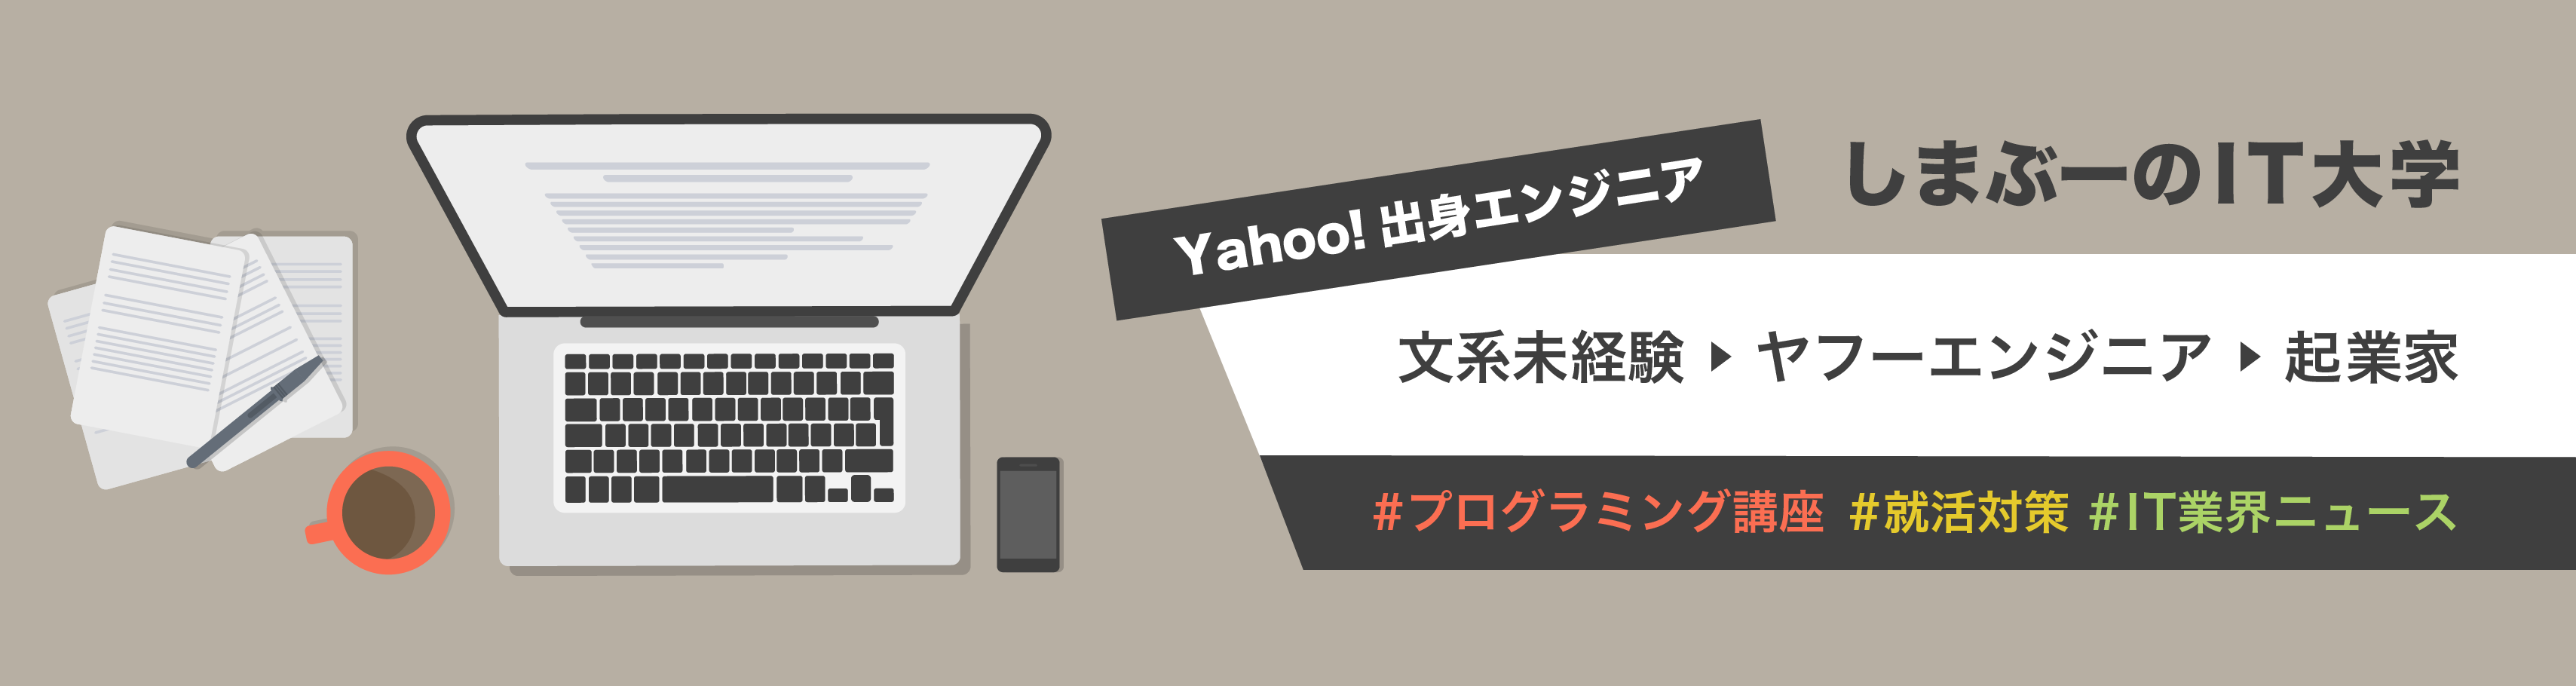 しまぶーのIT大学
Yahoo! 出身エンジニア
文系未経験 ▶ ヤフーエンジニア ▶ 起業家
#プログラミング講座 #就活対策 #IT業界ニュース